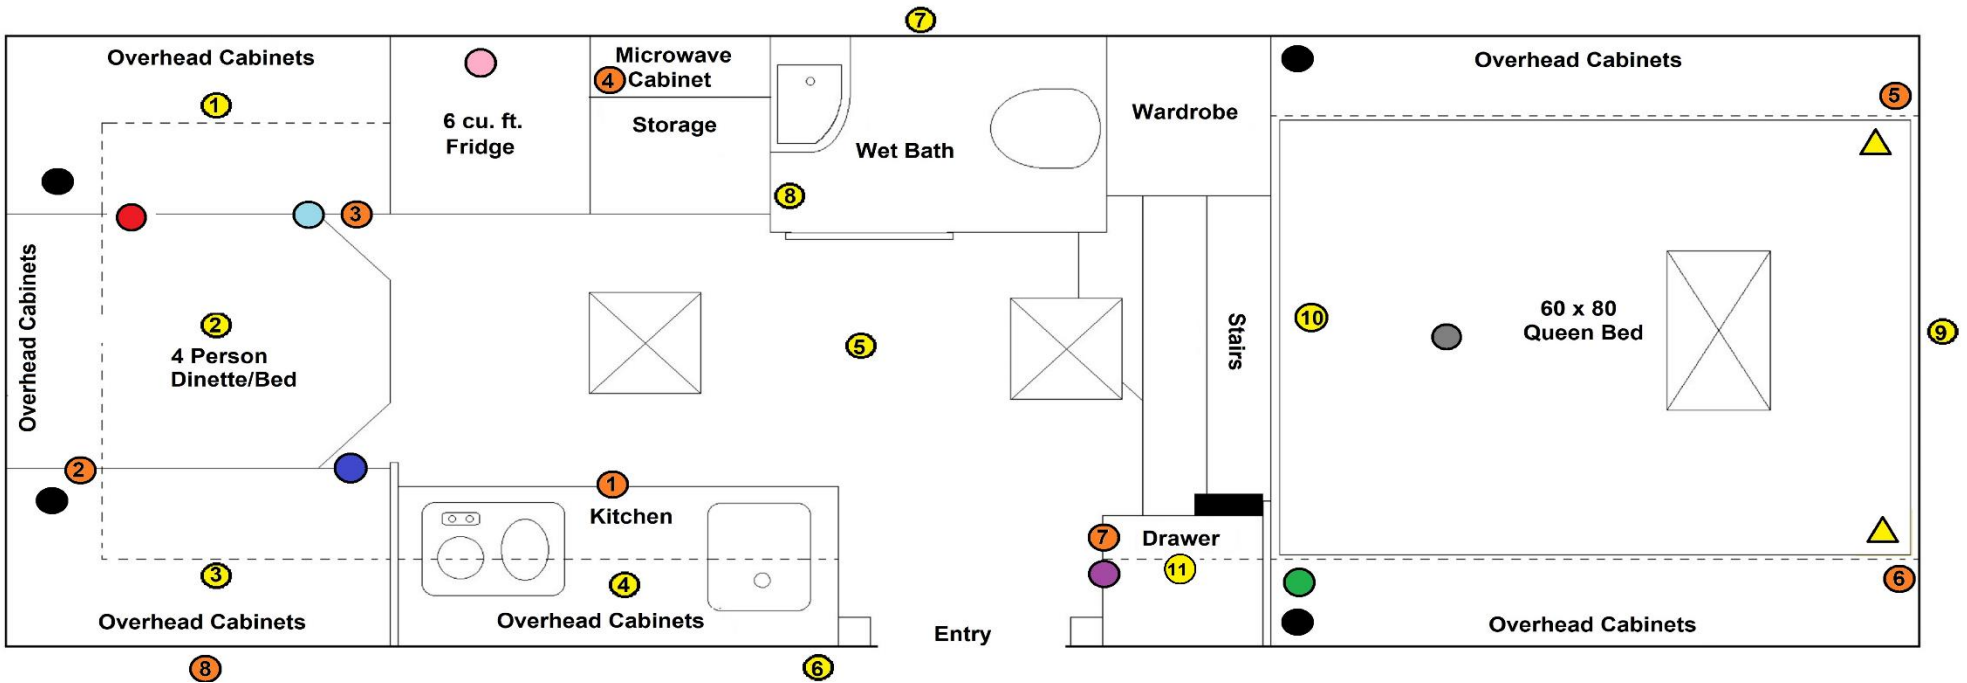 7
Overhead Cabinets
1
Microwave
4 Cabinet
6 cu. ft.
Fridge
Storage
Wet Bath
8
Wardrobe
Overhead Cabinets
5
3
Overhead Cabinets
2
4 Person
Dinette/Bed
5
Stairs
10
60 x 80
Queen Bed
9
2
1
Kitchen
7
Drawer
11
3
4
6
Overhead Cabinets
Overhead Cabinets
Entry
Overhead Cabinets
8
6